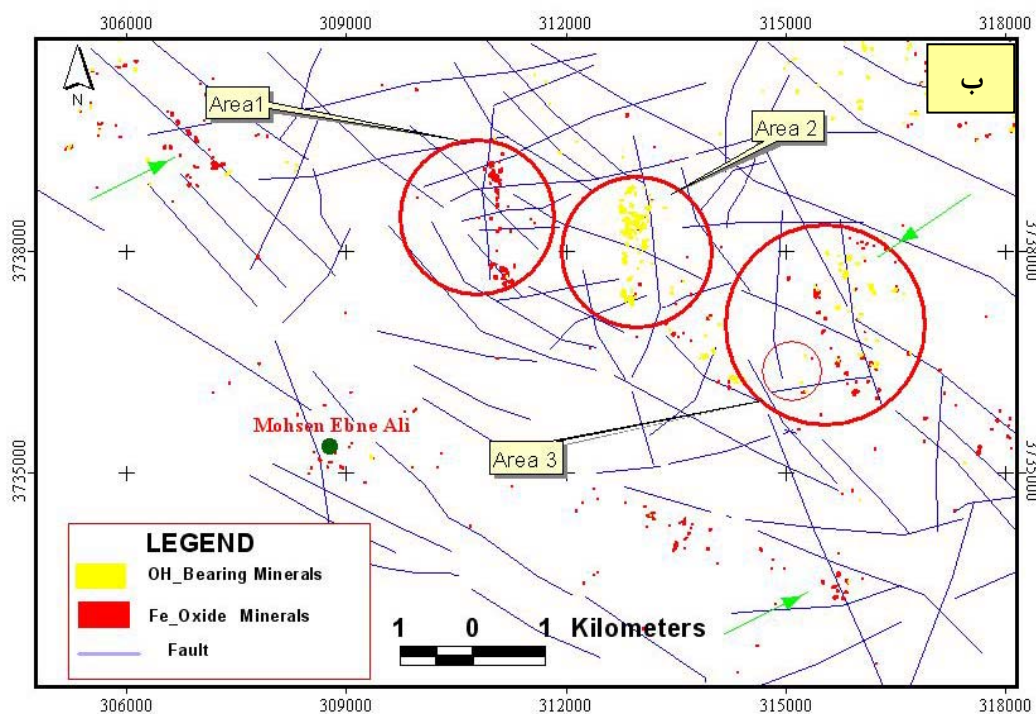 306000 309000 312000 315000 318000
ب
N
Area1
Area 2
3738000 3738000
Mohsen Ebne Ali
Area 3
3735000 3735000
LEGEND
OH_Bearing Minerals
Fe_Oxide Minerals
Fault
1 0 1 Kilometers
306000 309000 312000 315000 318000